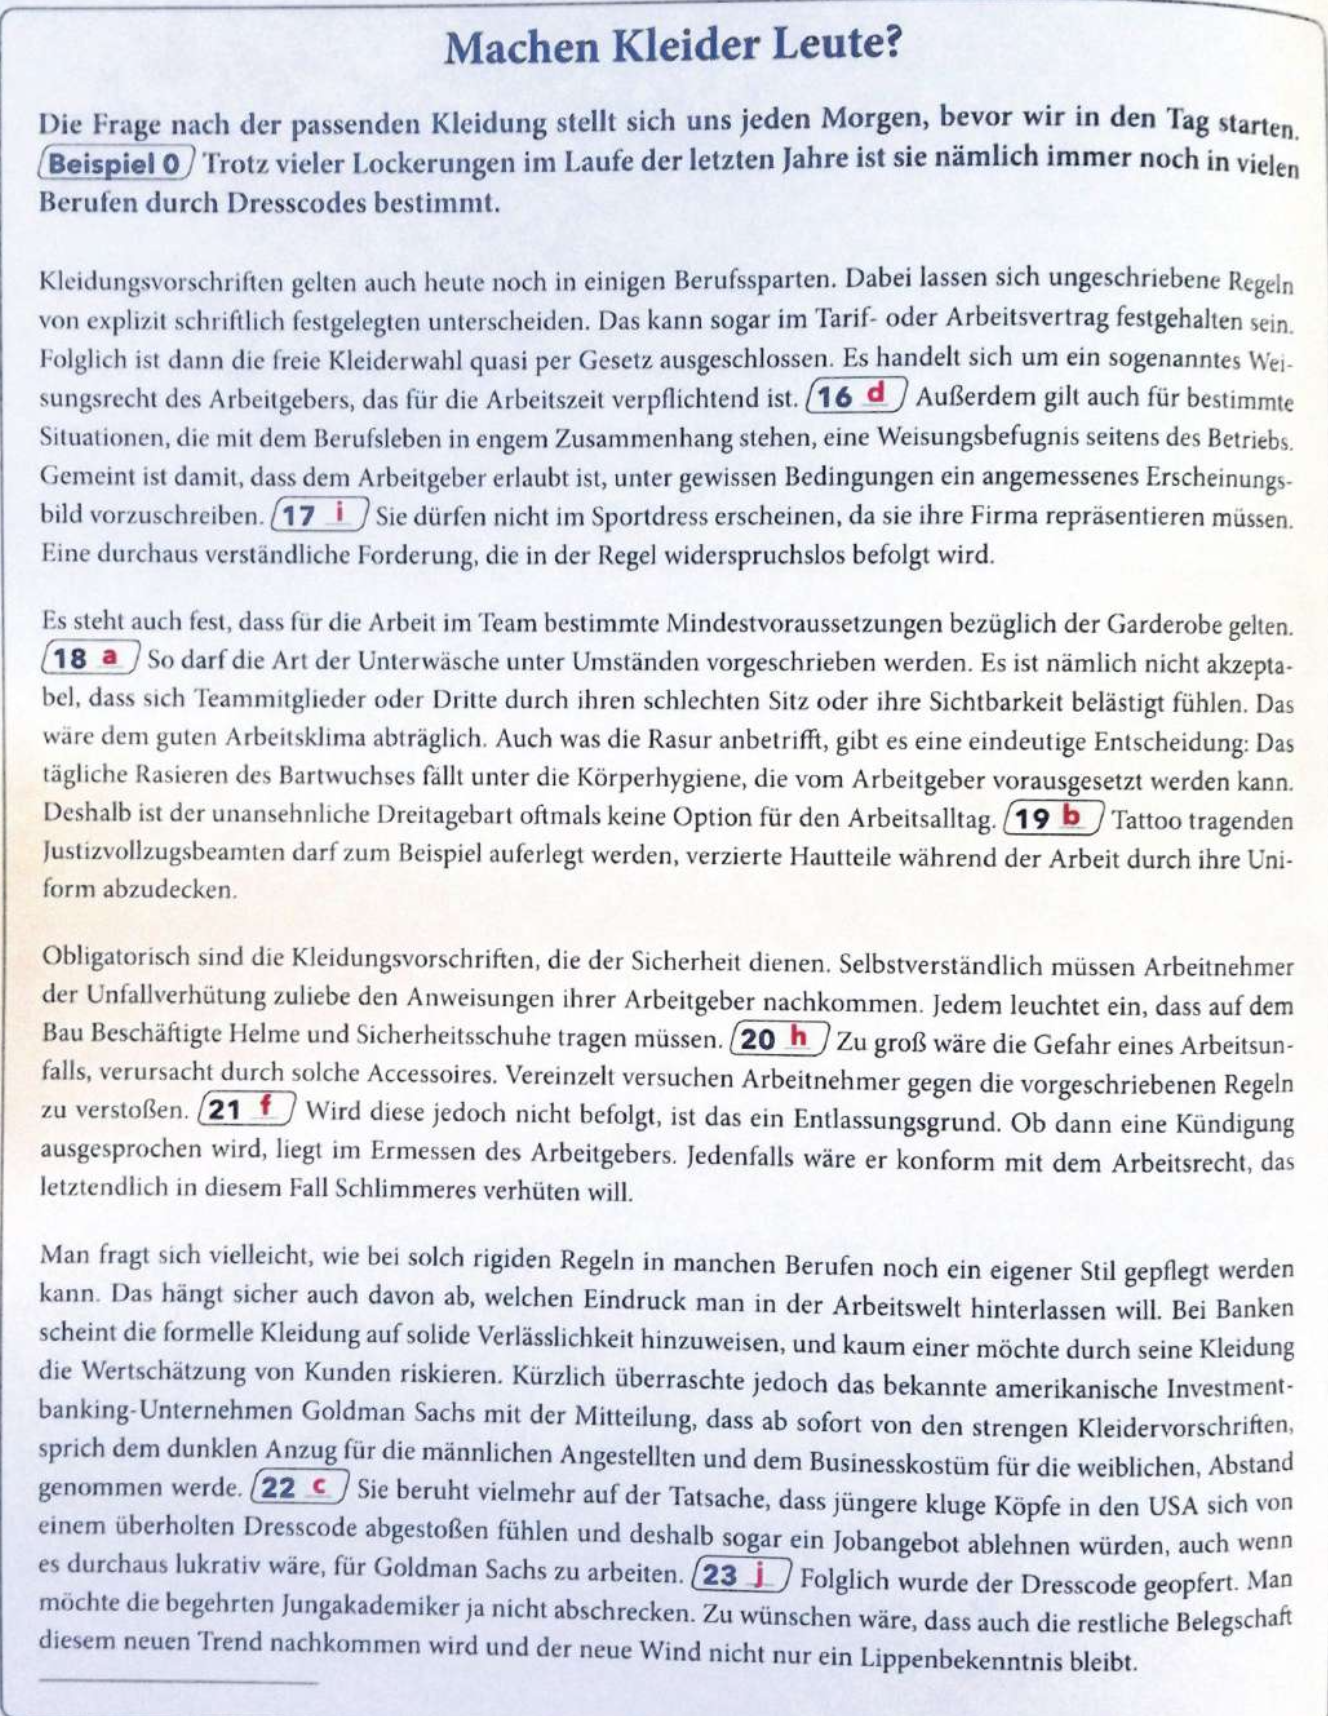 Machen Kleider Leute?
Die Frage nach der passenden Kleidung stellt sich uns jeden Morgen, bevor wir in den Tag starten.
Beispiel 0 Trotz vieler Lockerungen im Laufe der letzten Jahre ist sie nämlich immer noch in vielen
Berufen durch Dresscodes bestimmt.
Kleidungsvorschriften gelten auch heute noch in einigen Berufssparten. Dabei lassen sich ungeschriebene Regeln
von explizit schriftlich festgelegten unterscheiden. Das kann sogar im Tarif- oder Arbeitsvertrag festgehalten sein.
Folglich ist dann die freie Kleiderwahl quasi per Gesetz ausgeschlossen. Es handelt sich um ein sogenanntes Wei-
sungsrecht des Arbeitgebers, das für die Arbeitszeit verpflichtend ist. 16 d Außerdem gilt auch für bestimmte
Situationen, die mit dem Berufsleben in engem Zusammenhang stehen, eine Weisungsbefugnis seitens des Betriebs.
Gemeint ist damit, dass dem Arbeitgeber erlaubt ist, unter gewissen Bedingungen ein angemessenes Erscheinungs-
bild vorzuschreiben. 17 i Sie dürfen nicht im Sportdress erscheinen, da sie ihre Firma repräsentieren müssen.
Eine durchaus verständliche Forderung, die in der Regel widerspruchslos befolgt wird.
Es steht auch fest, dass für die Arbeit im Team bestimmte Mindestvoraussetzungen bezüglich der Garderobe gelten.
18 a So darf die Art der Unterwäsche unter Umständen vorgeschrieben werden. Es ist nämlich nicht akzepta-
bel, dass sich Teammitglieder oder Dritte durch ihren schlechten Sitz oder ihre Sichtbarkeit belästigt fühlen. Das
wäre dem guten Arbeitsklima abträglich. Auch was die Rasur anbetrifft, gibt es eine eindeutige Entscheidung: Das
tägliche Rasieren des Bartwuchses fällt unter die Körperhygiene, die vom Arbeitgeber vorausgesetzt werden kann.
Deshalb ist der unansehnliche Dreitagebart oftmals keine Option für den Arbeitsalltag. 19 b Tattoo tragenden
Justizvollzugsbeamten darf zum Beispiel auferlegt werden, verzierte Hautteile während der Arbeit durch ihre Uni-
form abzudecken.
Obligatorisch sind die Kleidungsvorschriften, die der Sicherheit dienen. Selbstverständlich müssen Arbeitnehmer
der Unfallverhütung zuliebe den Anweisungen ihrer Arbeitgeber nachkommen. Jedem leuchtet ein, dass auf dem
Bau Beschäftigte Helme und Sicherheitsschuhe tragen müssen. 20 h Zu groß wäre die Gefahr eines Arbeitsun-
falls, verursacht durch solche Accessoires. Vereinzelt versuchen Arbeitnehmer gegen die vorgeschriebenen Regeln
zu verstoßen. 21 f Wird diese jedoch nicht befolgt, ist das ein Entlassungsgrund. Ob dann eine Kündigung
ausgesprochen wird, liegt im Ermessen des Arbeitgebers. Jedenfalls wäre er konform mit dem Arbeitsrecht, das
letztendlich in diesem Fall Schlimmeres verhüten will.
Man fragt sich vielleicht, wie bei solch rigiden Regeln in manchen Berufen noch ein eigener Stil gepflegt werden
kann. Das hängt sicher auch davon ab, welchen Eindruck man in der Arbeitswelt hinterlassen will. Bei Banken
scheint die formelle Kleidung auf solide Verlässlichkeit hinzuweisen, und kaum einer möchte durch seine Kleidung
die Wertschätzung von Kunden riskieren. Kürzlich überraschte jedoch das bekannte amerikanische Investment-
banking-Unternehmen Goldman Sachs mit der Mitteilung, dass ab sofort von den strengen Kleidervorschriften,
sprich dem dunklen Anzug für die männlichen Angestellten und dem Businesskostüm für die weiblichen, Abstand
genommen werde. 22 c Sie beruht vielmehr auf der Tatsache, dass jüngere kluge Köpfe in den USA sich von
einem überholten Dresscode abgestoßen fühlen und deshalb sogar ein Jobangebot ablehnen würden, auch wenn
es durchaus lukrativ wäre, für Goldman Sachs zu arbeiten. 23 j Folglich wurde der Dresscode geopfert. Man
möchte die begehrten Jungakademiker ja nicht abschrecken. Zu wünschen wäre, dass auch die restliche Belegschaft
diesem neuen Trend nachkommen wird und der neue Wind nicht nur ein Lippenbekenntnis bleibt.